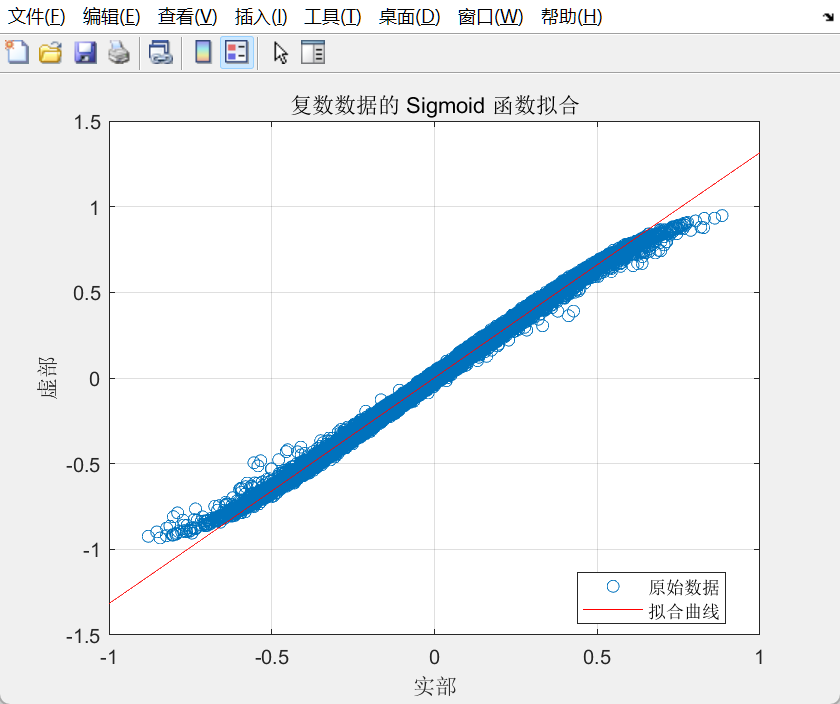 文件(F) 编辑(E) 查看(V) 插入(I) 工具(T) 桌面(D) 窗口(W) 帮助(H)
复数数据的 Sigmoid 函数拟合
1.5
1
0.5
0
-0.5
-1
-1.5
虚部
原始数据
拟合曲线
-1 -0.5 0 0.5 1
实部